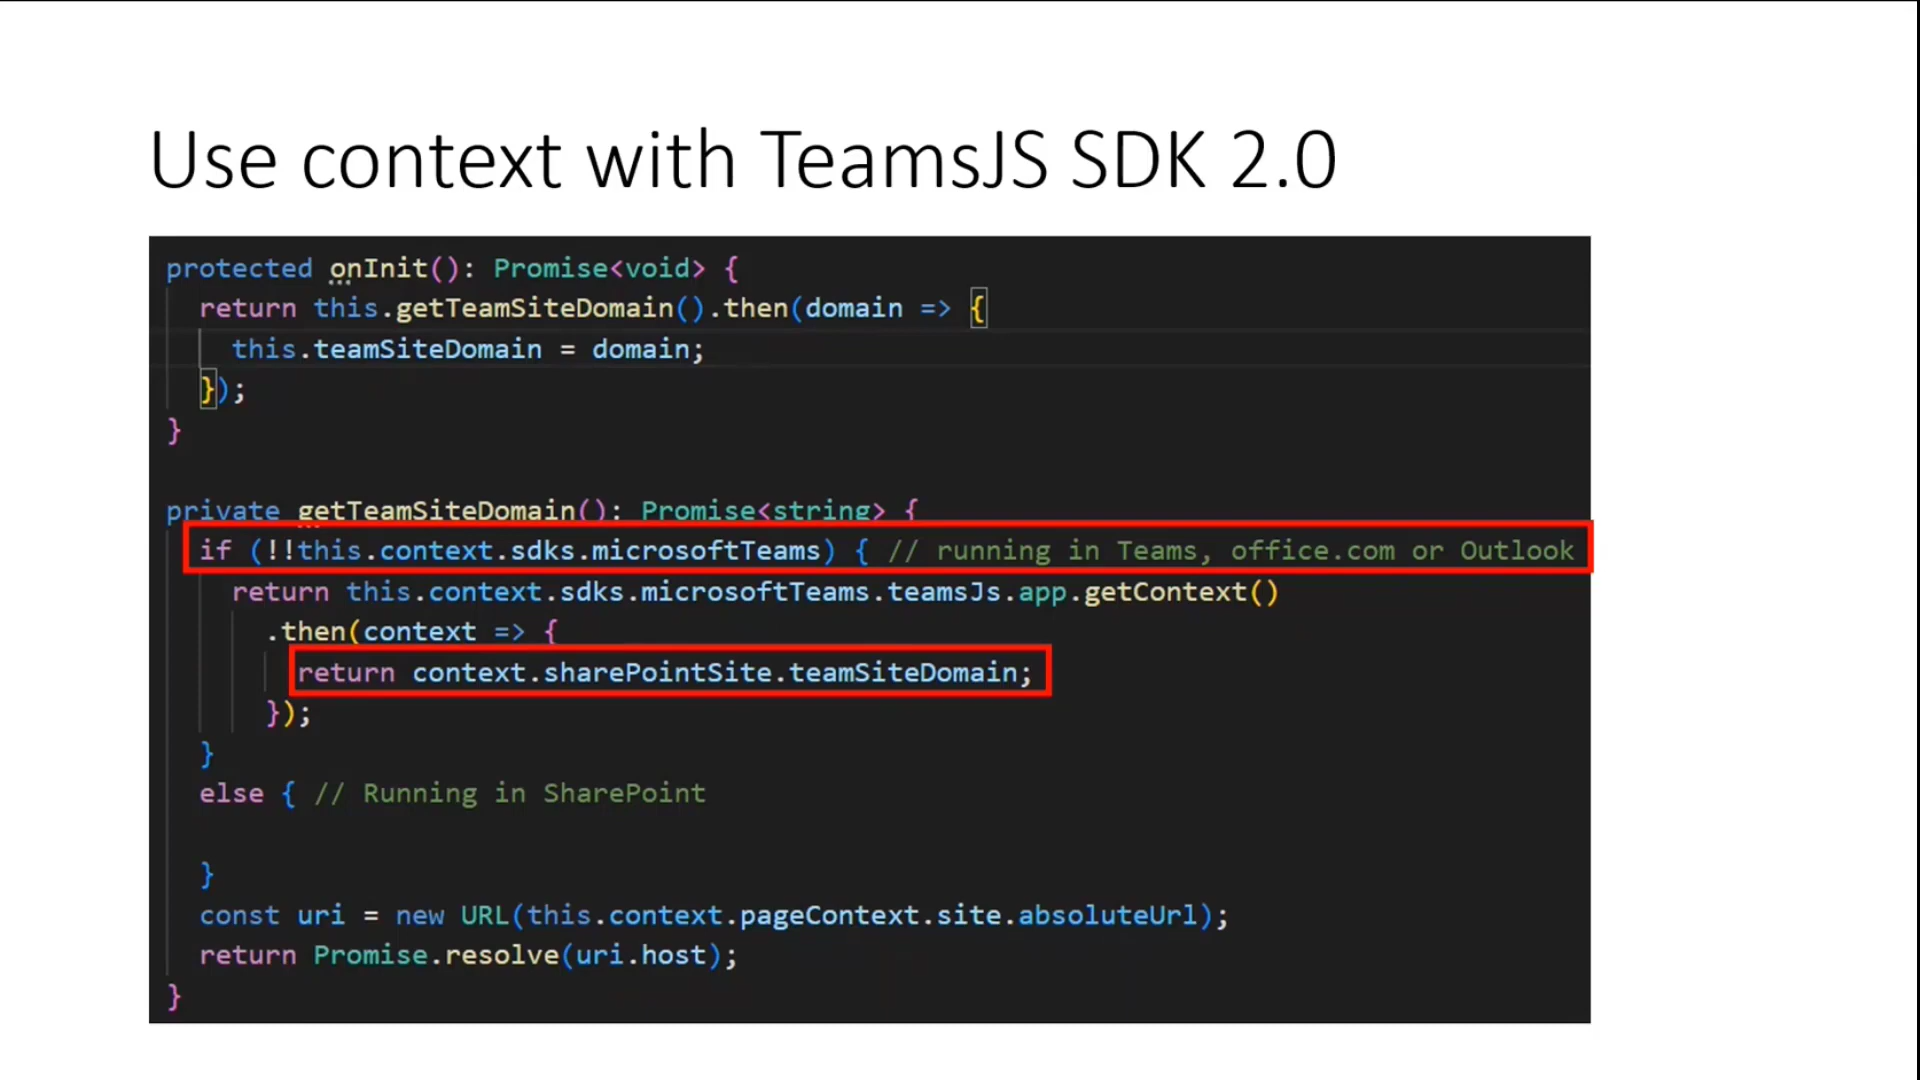 Use context with TeamsJS SDK 2.0
protected onInit(): Promise<void> {
return this.getTeamSiteDomain().then(domain => {
this.teamSiteDomain = domain;
});
}
private getTeamSiteDomain(): Promise<string> {
if (!!this.context.sdks.microsoftTeams) { // running in Teams, office.com or Outlook
return this.context.sdks.microsoftTeams.teamsJs.app.getContext()
.then(context => {
return context.sharePointSite.teamSiteDomain;
});
}
else { // Running in SharePoint
}
const uri = new URL(this.context.pageContext.site.absoluteUrl);
return Promise.resolve(uri.host);
}